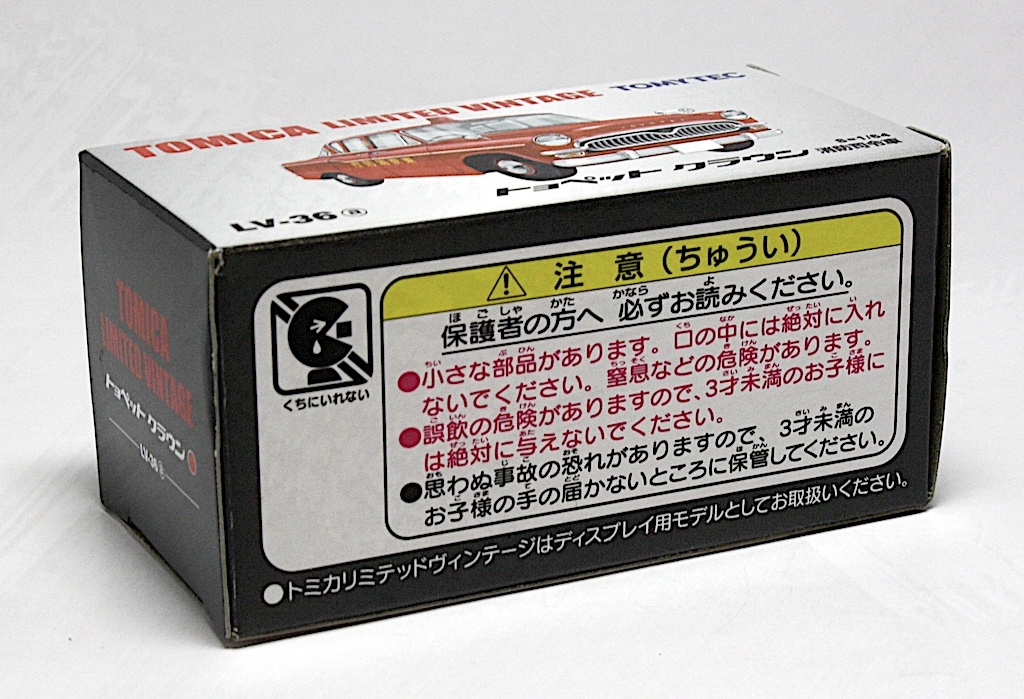 TOMICA LIMITED VINTAGE TOMYTEC
S=1/64
トヨペット クラウン 消防司令車
LV-36 a
TOMICA
LIMITED VINTAGE
トヨペット クラウン
LV-36 a
くちにいれない
注意(ちゅうい)
保護者の方へ 必ずお読みください。
●小さな部品があります。口の中には絶対に入れ
ないでください。窒息などの危険があります。
●誤飲の危険がありますので、3才未満のお子様に
は絶対に与えないでください。
●思わぬ事故の恐れがありますので、3才未満の
お子様の手の届かないところに保管してください。
●トミカリミテッドヴィンテージはディスプレイ用モデルとしてお取扱いください。